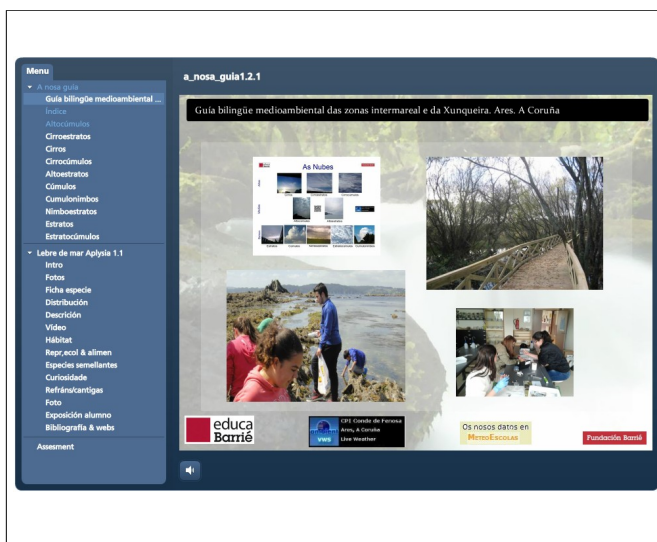 Menu
A nosa guía
Guía bilingüe medioambiental ...
Índice
Altocúmulos
Cirroestratos
Cirros
Cirrocúmulos
Altoestratos
Cúmulos
Cumulonimbos
Nimboestratos
Estratos
Estratocúmulos
Lebre de mar Aplysia 1.1
Intro
Fotos
Ficha especie
Distribución
Descrición
Vídeo
Hábitat
Repr,ecol & alimen
Especies semellantes
Curiosidade
Refráns/cantigas
Foto
Exposición alumno
Bibliografía & webs
Assesment
a_nosa_guia1.2.1
Guía bilingüe medioambiental das zonas intermareal e da Xunqueira. Ares. A Coruña
As Nubes
educa
Barrié
CPI Conde de Fenosa
Ares, A Coruña
VWS Live Weather
Os nosos datos en
MeteoEscolas
Fundación Barrié